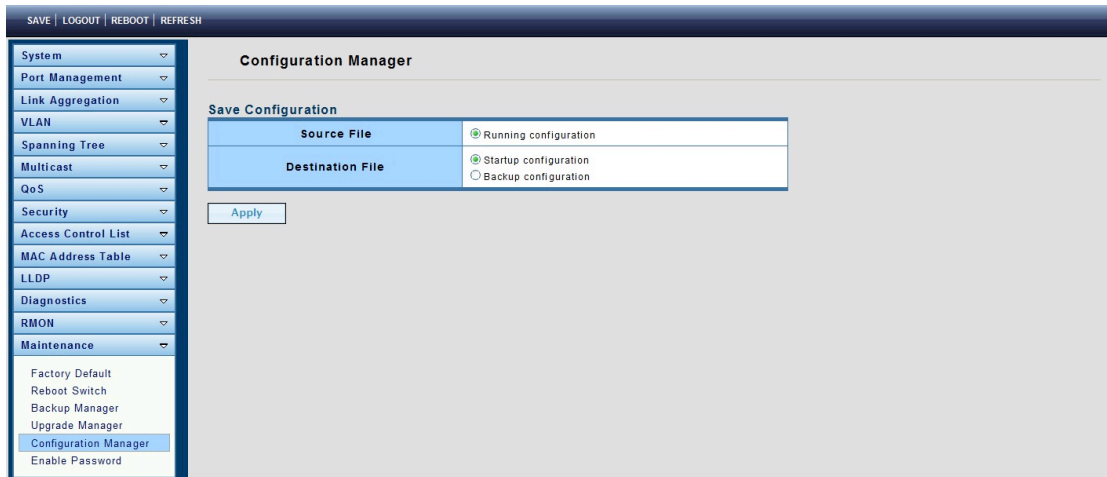 SAVE | LOGOUT | REBOOT | REFRESH
System
Port Management
Link Aggregation
VLAN
Spanning Tree
Multicast
QoS
Security
Access Control List
MAC Address Table
LLDP
Diagnostics
RMON
Maintenance
Factory Default
Reboot Switch
Backup Manager
Upgrade Manager
Configuration Manager
Enable Password
Configuration Manager
Save Configuration
Source File
Running configuration
Destination File
Startup configuration
Backup configuration
Apply